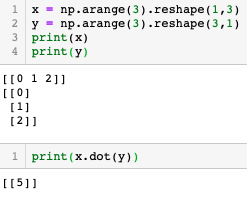 1 x = np.arange(3).reshape(1,3)
2 y = np.arange(3).reshape(3,1)
3 print(x)
4 print(y)
[[0 1 2]]
[[0]
 [1]
 [2]]
1 print(x.dot(y))
[[5]]